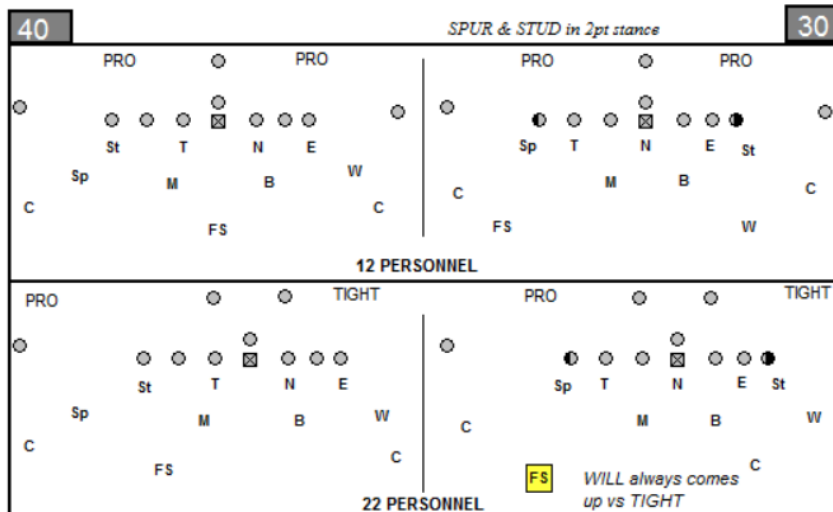 40 SPUR & STUD in 2pt stance 30
PRO PRO PRO PRO
St T N E Sp T N E St
Sp M B W M B
C FS C C FS W C
12 PERSONNEL
PRO TIGHT PRO TIGHT
St T N E Sp T N E St
Sp M B W M B W
C FS C C C
FS WILL always comes
up vs TIGHT
22 PERSONNEL